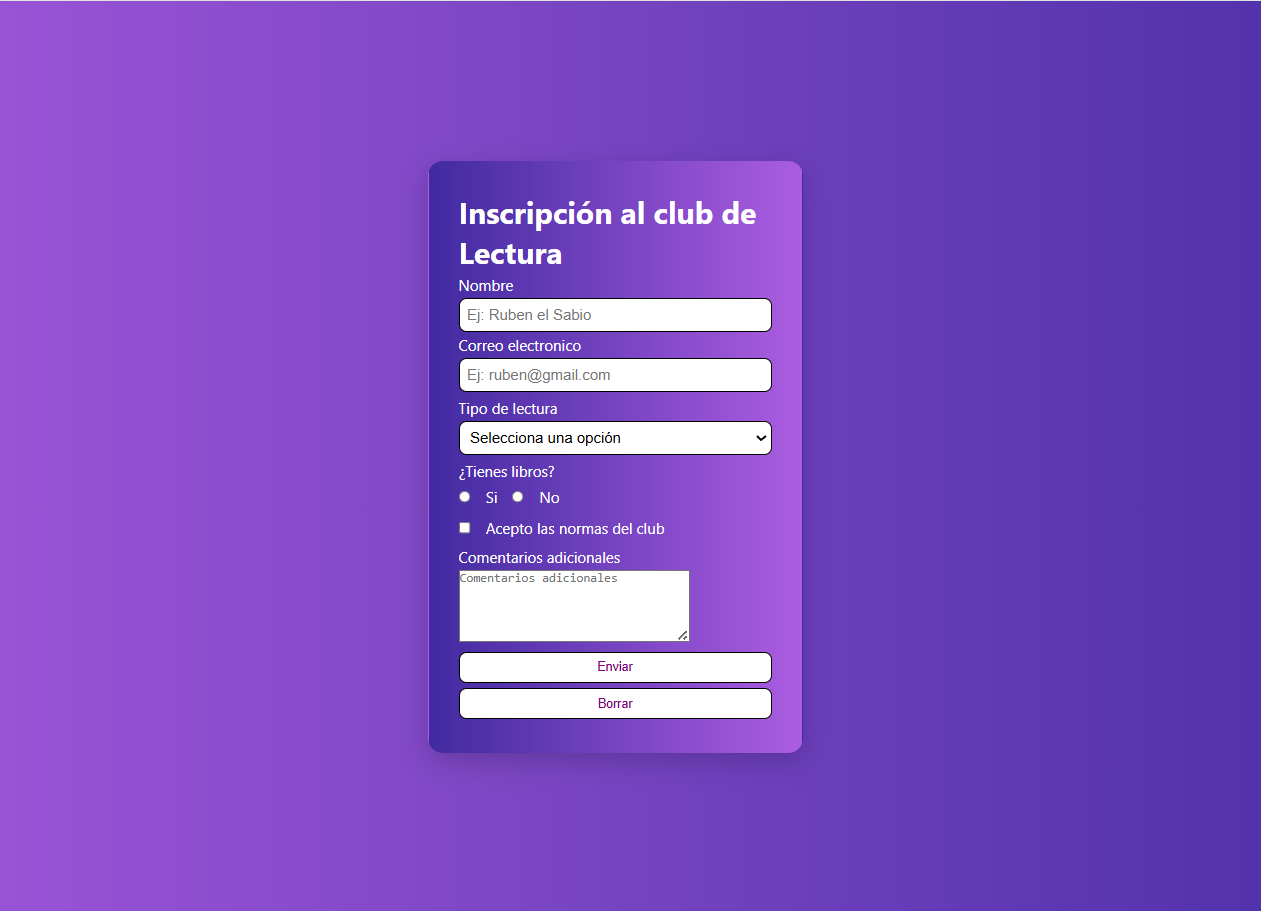 Inscripción al club de
Lectura
Nombre
Ej: Ruben el Sabio
Correo electronico
Ej: ruben@gmail.com
Tipo de lectura
Selecciona una opción
¿Tienes libros?
Si No
Acepto las normas del club
Comentarios adicionales
Comentarios adicionales
Enviar
Borrar